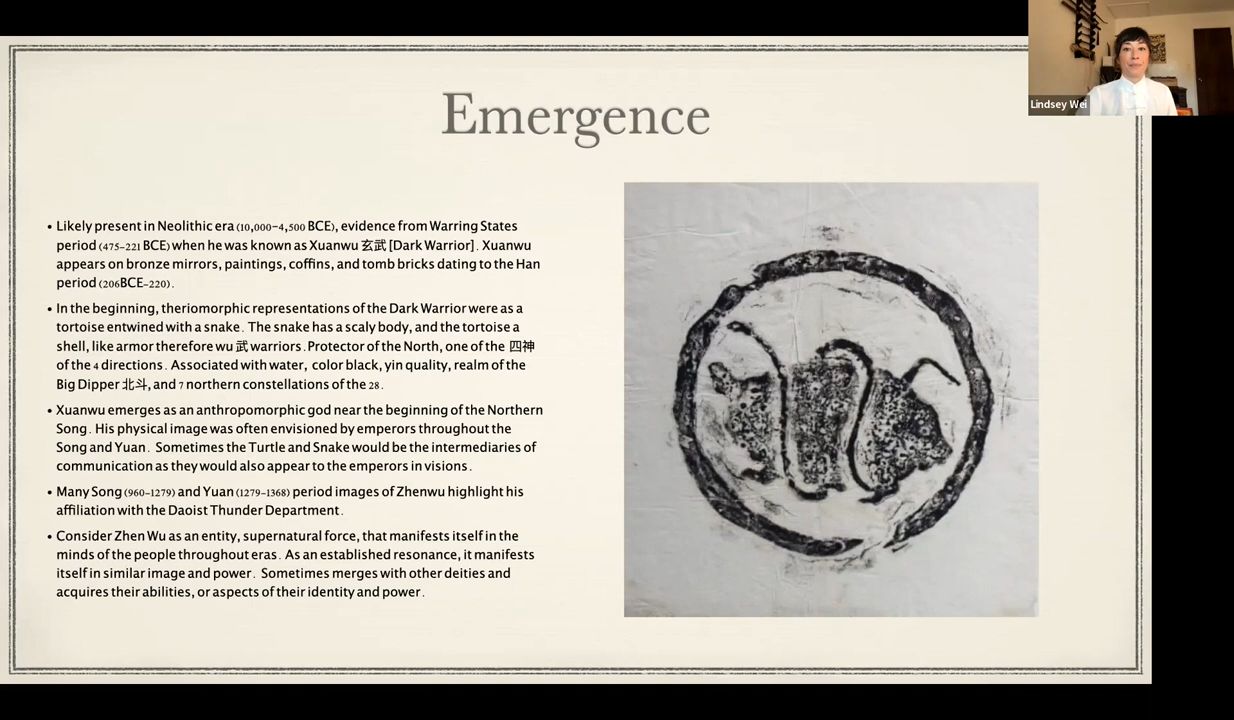 Emergence
Lindsey Wei
• Likely present in Neolithic era (10,000–4,500 BCE), evidence from Warring States
period (475–221 BCE) when he was known as Xuanwu 玄武 [Dark Warrior]. Xuanwu
appears on bronze mirrors, paintings, coffins, and tomb bricks dating to the Han
period (206BCE–220).
• In the beginning, theriomorphic representations of the Dark Warrior were as a
tortoise entwined with a snake. The snake has a scaly body, and the tortoise a
shell, like armor therefore wu 武 warriors. Protector of the North, one of the 四神
of the 4 directions. Associated with water, color black, yin quality, realm of the
Big Dipper 北斗, and 7 northern constellations of the 28.
• Xuanwu emerges as an anthropomorphic god near the beginning of the Northern
Song. His physical image was often envisioned by emperors throughout the
Song and Yuan. Sometimes the Turtle and Snake would be the intermediaries of
communication as they would also appear to the emperors in visions.
• Many Song (960–1279) and Yuan (1279–1368) period images of Zhenwu highlight his
affiliation with the Daoist Thunder Department.
• Consider Zhen Wu as an entity, supernatural force, that manifests itself in the
minds of the people throughout eras. As an established resonance, it manifests
itself in similar image and power. Sometimes merges with other deities and
acquires their abilities, or aspects of their identity and power.